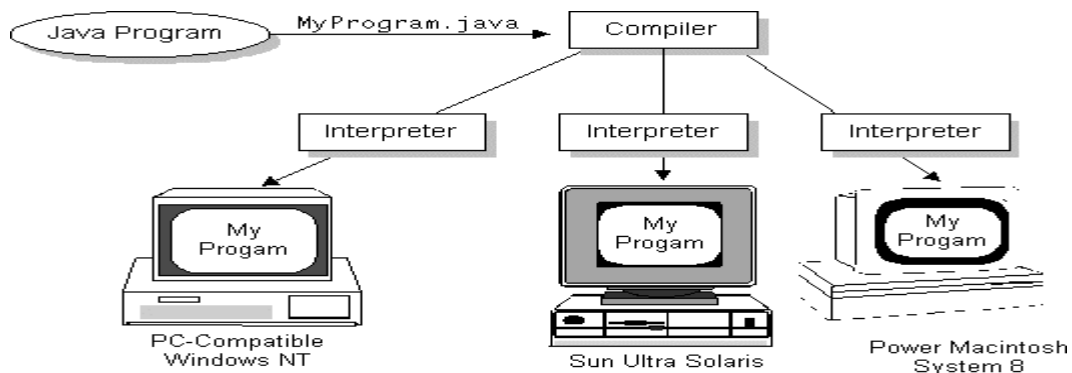 Java Program
MyProgram.java
Compiler
Interpreter
Interpreter
Interpreter
My
Progam
My
Progam
My
Progam
PC-Compatible
Windows NT
Sun Ultra Solaris
Power Macintosh
System 8